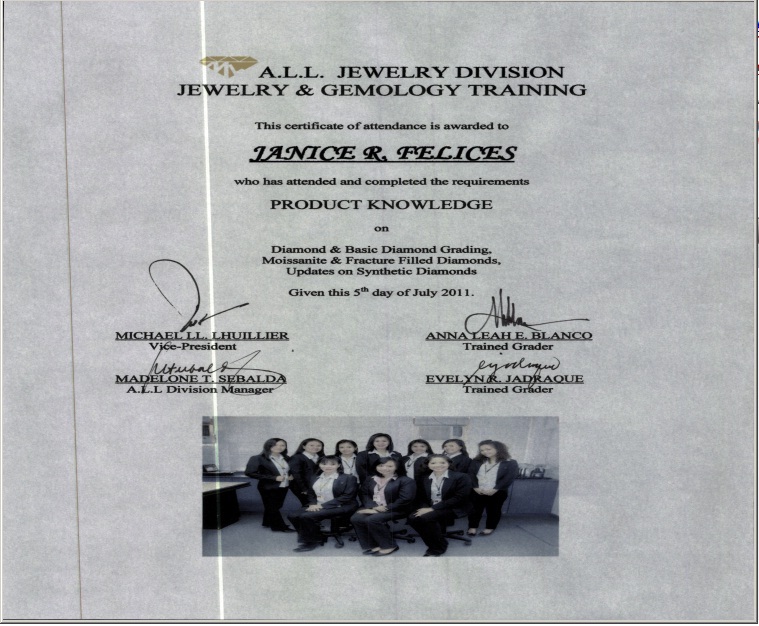 A.L.L. JEWELRY DIVISION
JEWELRY & GEMOLOGY TRAINING
This certificate of attendance is awarded to
JANICE R. FELICES
who has attended and completed the requirements
PRODUCT KNOWLEDGE
on
Diamond & Basic Diamond Grading,
Moissanite & Fracture Filled Diamonds,
Updates on Synthetic Diamonds
Given this 5th day of July 2011.
MICHAEL LL. LHUILLIER
Vice-President
ANNA LEAH E. BLANCO
Trained Grader
MADELONE T. SEBALDA
A.L.L Division Manager
EVELYN R. JADRAQUE
Trained Grader